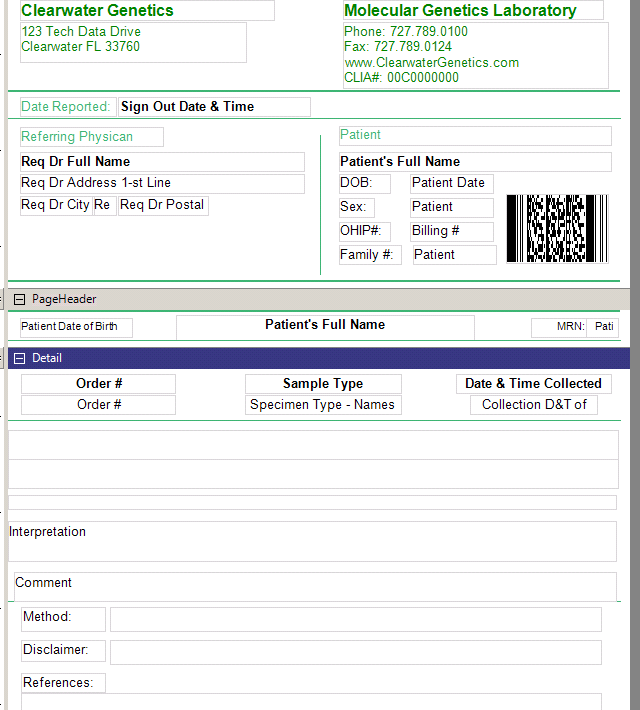 Clearwater Genetics
123 Tech Data Drive
Clearwater FL 33760
Molecular Genetics Laboratory
Phone: 727.789.0100
Fax: 727.789.0124
www.ClearwaterGenetics.com
CLIA#: 00C0000000
Date Reported: Sign Out Date & Time
Referring Physican
Req Dr Full Name
Req Dr Address 1-st Line
Req Dr City Re Req Dr Postal
Patient
Patient's Full Name
DOB: Patient Date
Sex: Patient
OHIP#: Billing #
Family #: Patient
PageHeader
Patient Date of Birth Patient's Full Name MRN: Pati
Detail
Order # Sample Type Date & Time Collected
Order # Specimen Type - Names Collection D&T of
Interpretation
Comment
Method:
Disclaimer:
References: